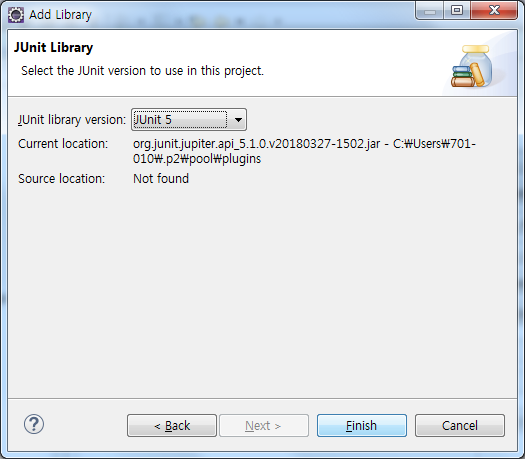 Add Library
JUnit Library
Select the JUnit version to use in this project.
JUnit library version: JUnit 5
Current location: org.junit.jupiter.api_5.1.0.v20180327-1502.jar - C:₩Users₩701-
010₩.p2₩pool₩plugins
Source location: Not found
? < Back Next > Finish Cancel